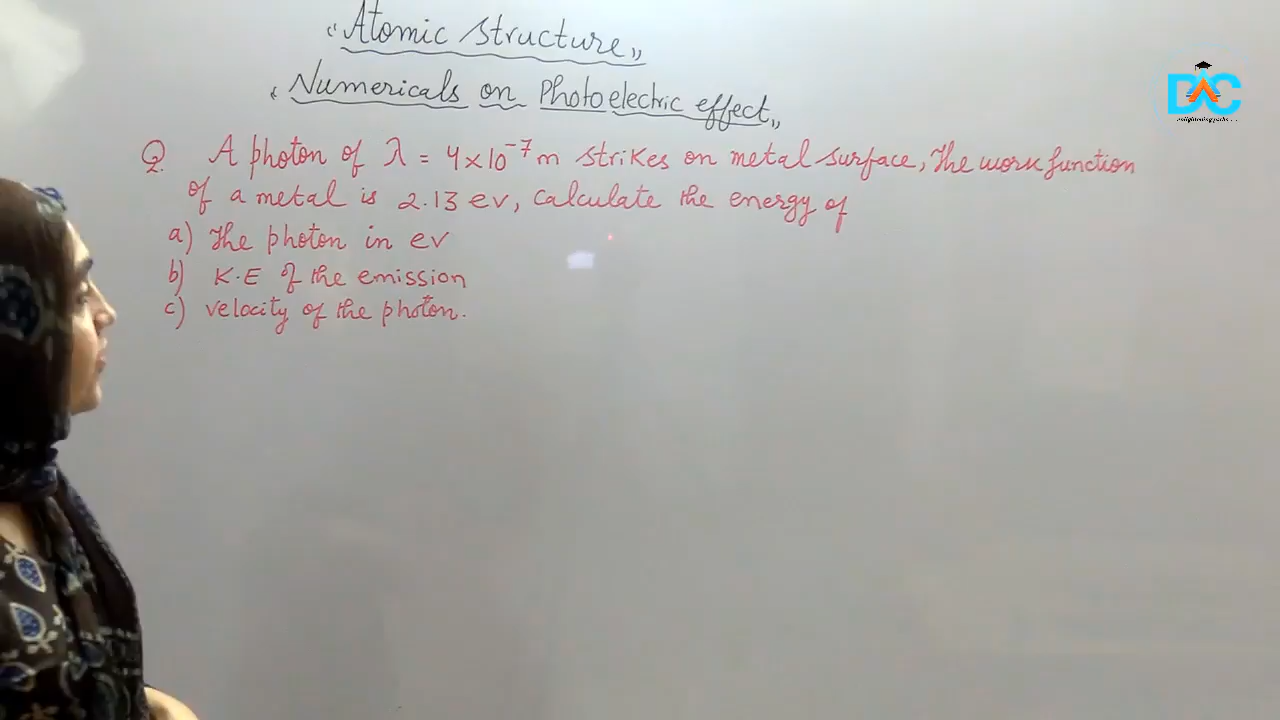 “Atomic Structure”
“Numericals on Photoelectric effect”
Q. A photon of λ = 4×10⁻⁷m strikes on metal surface, The work function
of a metal is 2.13 ev, calculate the energy of
a) The photon in ev
b) K.E of the emission
c) velocity of the photon.
DAC